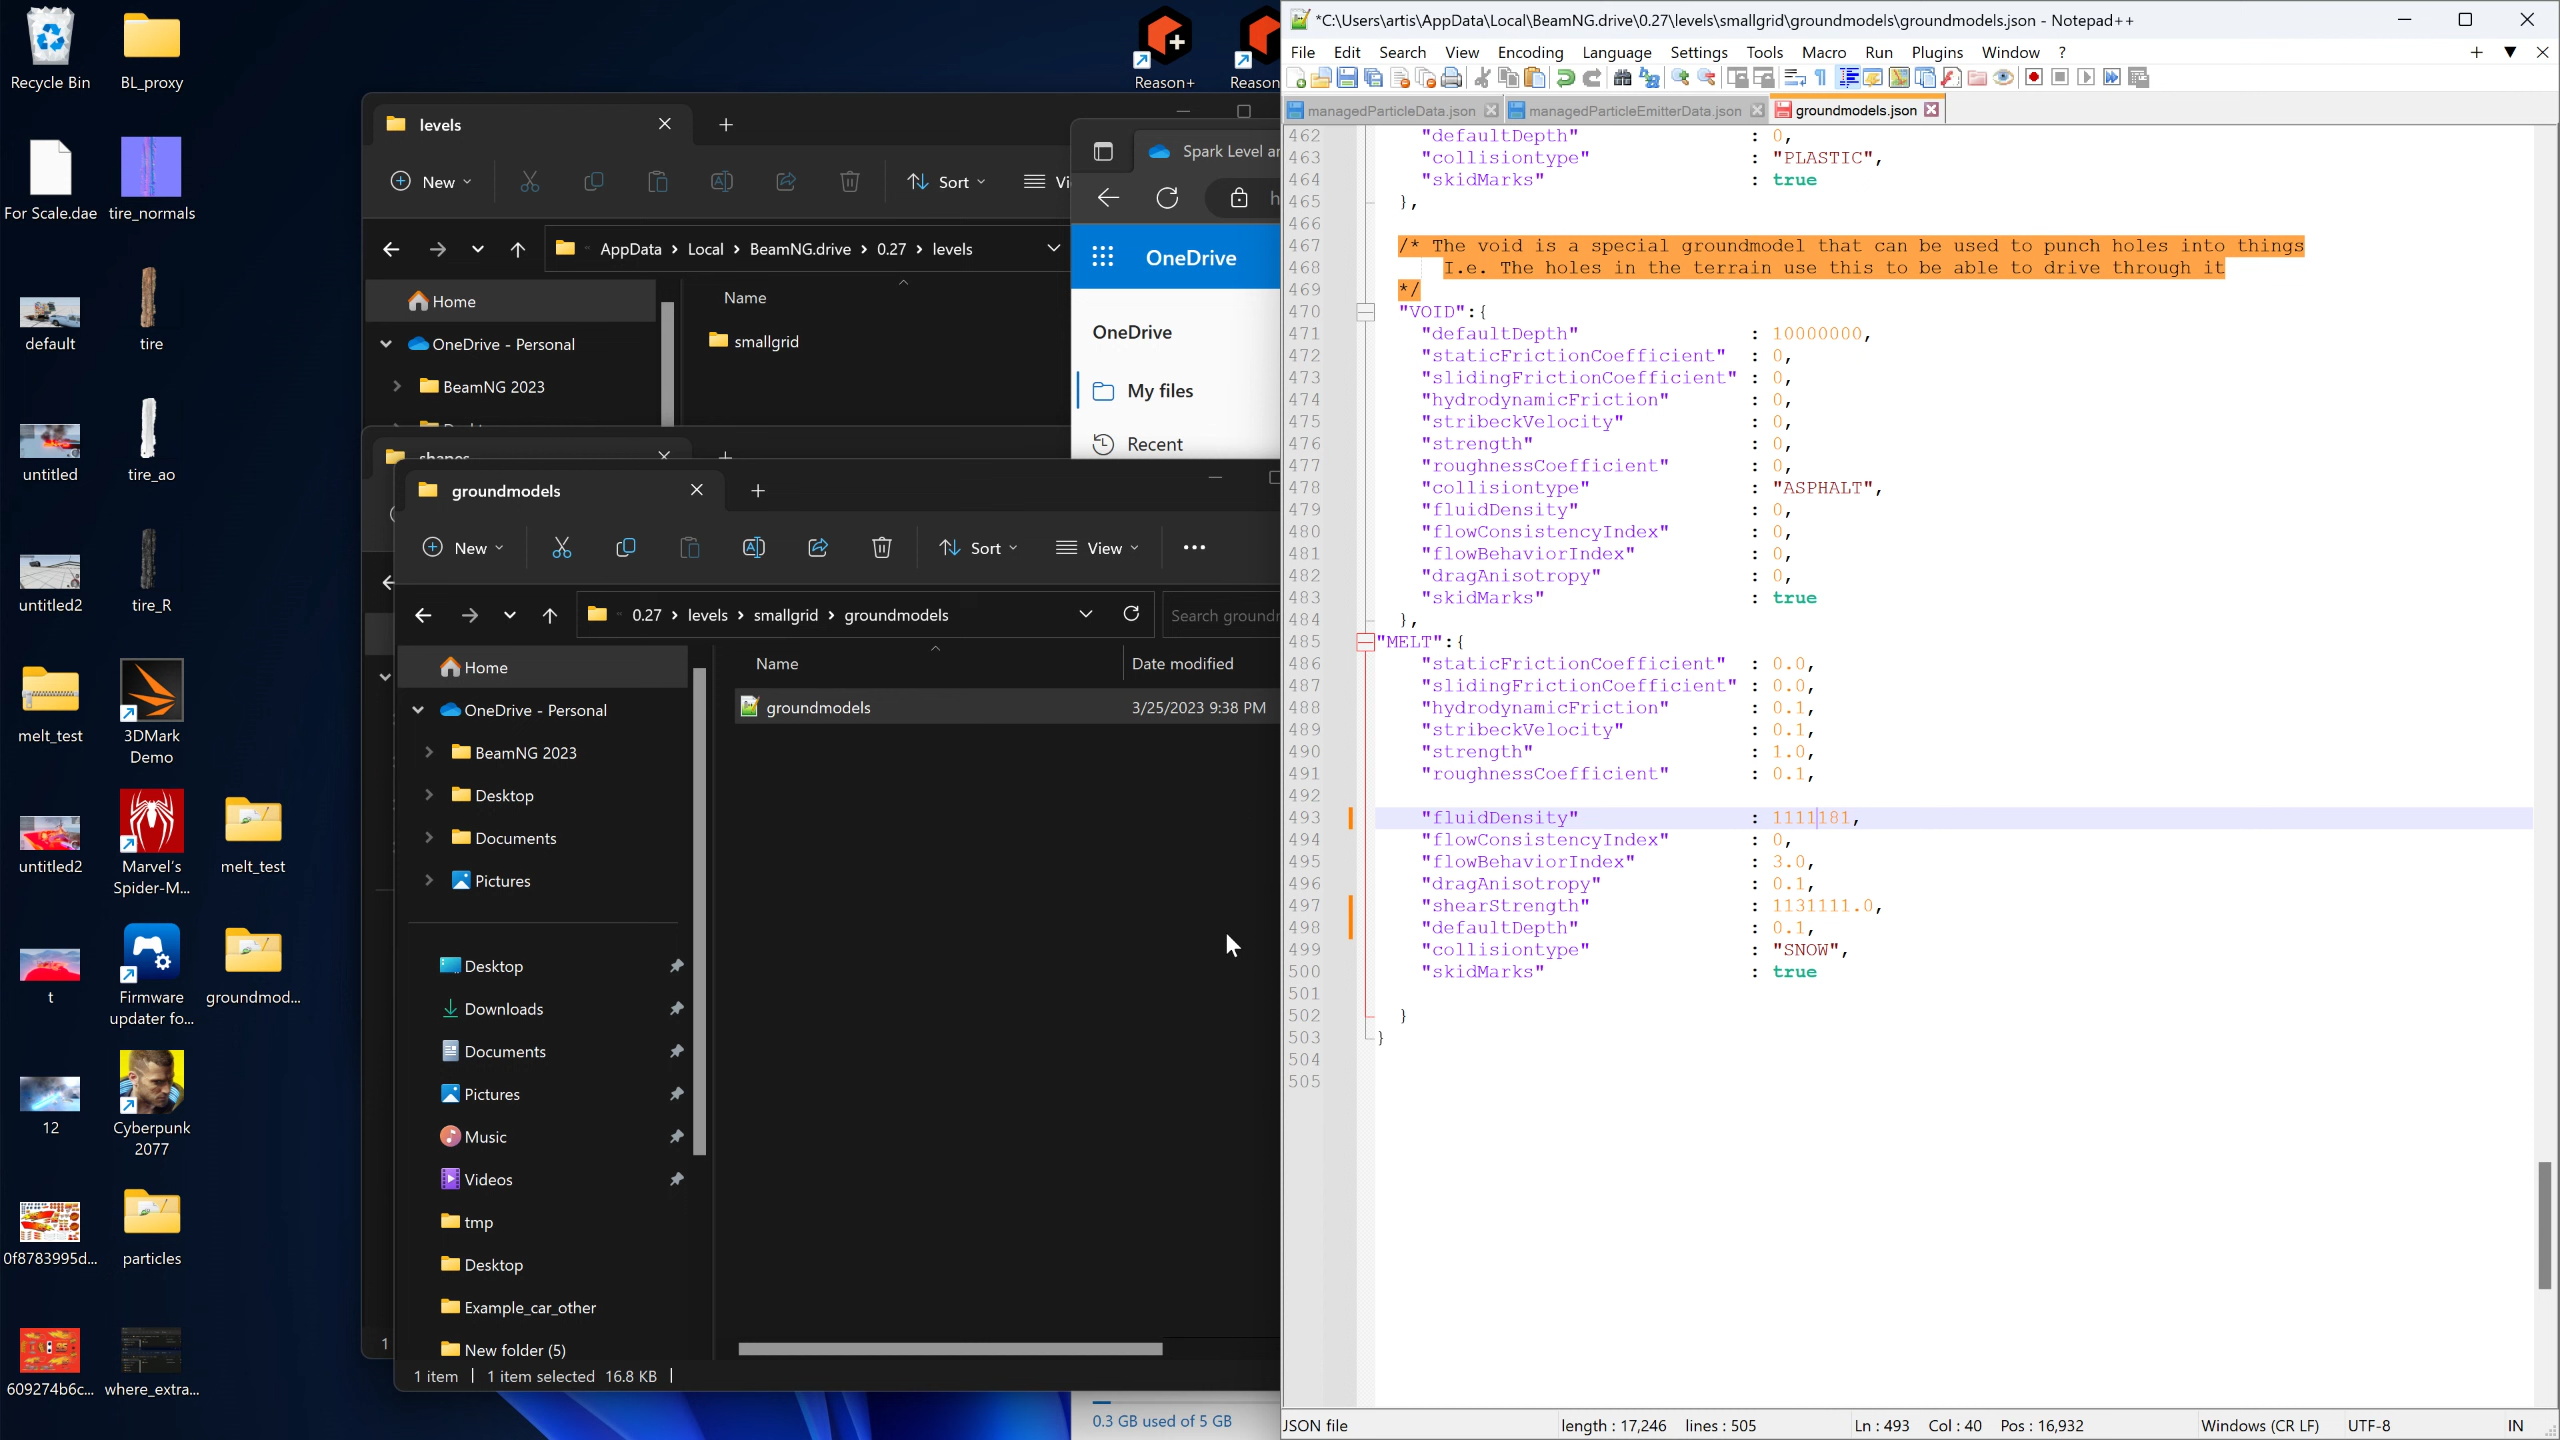 Recycle Bin
BL_proxy
For Scale.dae
tire_normals
default
tire
untitled
tire_ao
untitled2
tire_R
melt_test
3DMark
Demo
untitled2
Marvel's
Spider-M...
melt_test
t
Firmware
updater fo...
groundmod...
12
Cyberpunk
2077
0f8783995d...
particles
609274b6c...
where_extra...
Reason+
Reason
levels
New
Sort
Vi
AppData
Local
BeamNG.drive
0.27
levels
Home
OneDrive - Personal
BeamNG 2023
Name
smallgrid
shapes
Spark Level an
OneDrive
OneDrive
My files
Recent
0.3 GB used of 5 GB
groundmodels
New
Sort
View
0.27
levels
smallgrid
groundmodels
Search ground
Home
OneDrive - Personal
BeamNG 2023
Desktop
Documents
Pictures
Desktop
Downloads
Documents
Pictures
Music
Videos
tmp
Desktop
Example_car_other
New folder (5)
Name
Date modified
groundmodels
3/25/2023 9:38 PM
1
1 item
1 item selected 16.8 KB
*C:\Users\artis\AppData\Local\BeamNG.drive\0.27\levels\smallgrid\groundmodels\groundmodels.json - Notepad++
File Edit Search View Encoding Language Settings Tools Macro Run Plugins Window ?
managedParticleData.json
managedParticleEmitterData.json
groundmodels.json
462 "defaultDepth" : 0,
463 "collisiontype" : "PLASTIC",
464 "skidMarks" : true
465 },
466
467 /* The void is a special groundmodel that can be used to punch holes into things
468 I.e. The holes in the terrain use this to be able to drive through it
469 */
470 "VOID":{
471 "defaultDepth" : 10000000,
472 "staticFrictionCoefficient" : 0,
473 "slidingFrictionCoefficient" : 0,
474 "hydrodynamicFriction" : 0,
475 "stribeckVelocity" : 0,
476 "strength" : 0,
477 "roughnessCoefficient" : 0,
478 "collisiontype" : "ASPHALT",
479 "fluidDensity" : 0,
480 "flowConsistencyIndex" : 0,
481 "flowBehaviorIndex" : 0,
482 "dragAnisotropy" : 0,
483 "skidMarks" : true
484 },
485 "MELT":{
486 "staticFrictionCoefficient" : 0.0,
487 "slidingFrictionCoefficient" : 0.0,
488 "hydrodynamicFriction" : 0.1,
489 "stribeckVelocity" : 0.1,
490 "strength" : 1.0,
491 "roughnessCoefficient" : 0.1,
492
493 "fluidDensity" : 1111181,
494 "flowConsistencyIndex" : 0,
495 "flowBehaviorIndex" : 3.0,
496 "dragAnisotropy" : 0.1,
497 "shearStrength" : 1131111.0,
498 "defaultDepth" : 0.1,
499 "collisiontype" : "SNOW",
500 "skidMarks" : true
501
502 }
503 }
504
505
JSON file
length : 17,246 lines : 505
Ln : 493 Col : 40 Pos : 16,932
Windows (CR LF)
UTF-8
IN